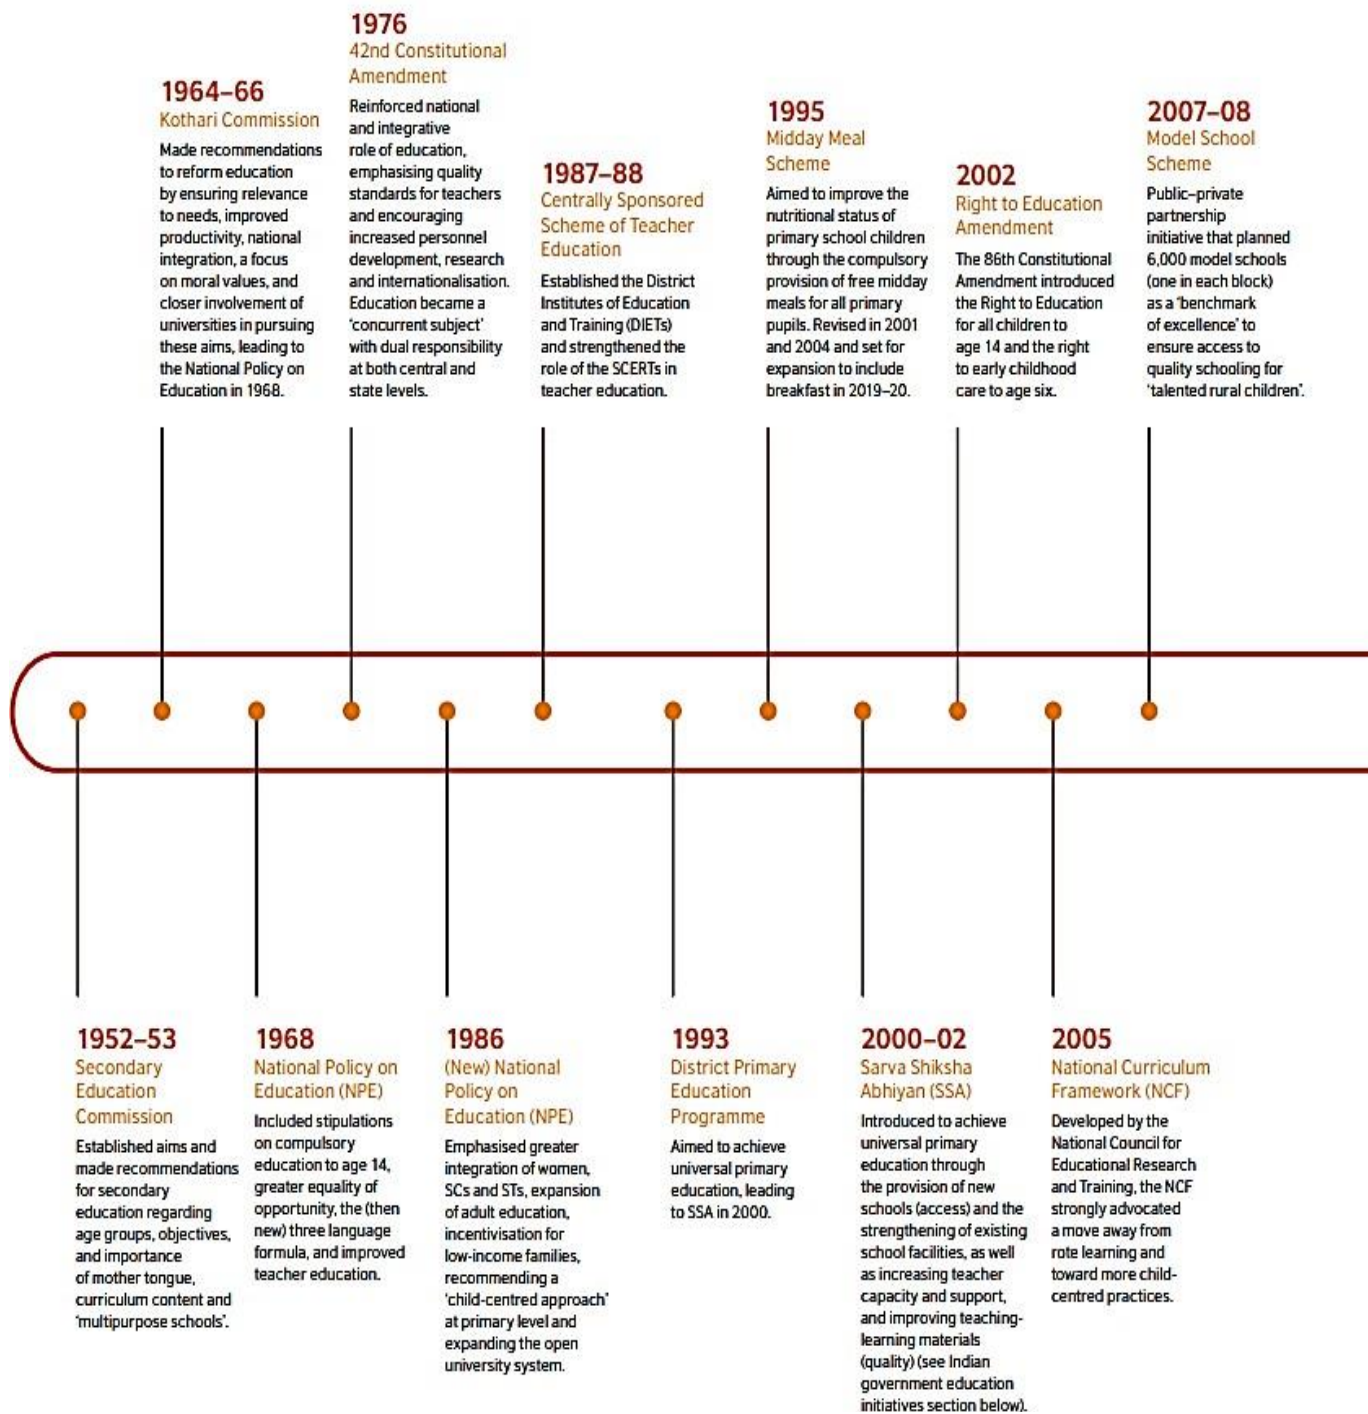 1976
42nd Constitutional
Amendment
Reinforced national
and integrative
role of education,
emphasising quality
standards for teachers
and encouraging
increased personnel
development, research
and internationalisation.
Education became a
‘concurrent subject’
with dual responsibility
at both central and
state levels.
1964–66
Kothari Commission
Made recommendations
to reform education
by ensuring relevance
to needs, improved
productivity, national
integration, a focus
on moral values, and
closer involvement of
universities in pursuing
these aims, leading to
the National Policy on
Education in 1968.
1987–88
Centrally Sponsored
Scheme of Teacher
Education
Established the District
Institutes of Education
and Training (DIETs)
and strengthened the
role of the SCERTs in
teacher education.
1995
Midday Meal
Scheme
Aimed to improve the
nutritional status of
primary school children
through the compulsory
provision of free midday
meals for all primary
pupils. Revised in 2001
and 2004 and set for
expansion to include
breakfast in 2019–20.
2002
Right to Education
Amendment
The 86th Constitutional
Amendment introduced
the Right to Education
for all children to
age 14 and the right
to early childhood
care to age six.
2007–08
Model School
Scheme
Public–private
partnership
initiative that planned
6,000 model schools
(one in each block)
as a ‘benchmark
of excellence’ to
ensure access to
quality schooling for
‘talented rural children’.
1952–53
Secondary
Education
Commission
Established aims and
made recommendations
for secondary
education regarding
age groups, objectives,
and importance
of mother tongue,
curriculum content and
‘multipurpose schools’.
1968
National Policy on
Education (NPE)
Included stipulations
on compulsory
education to age 14,
greater equality of
opportunity, the (then
new) three language
formula, and improved
teacher education.
1986
(New) National
Policy on
Education (NPE)
Emphasised greater
integration of women,
SCs and STs, expansion
of adult education,
incentivisation for
low-income families,
recommending a
‘child-centred approach’
at primary level and
expanding the open
university system.
1993
District Primary
Education
Programme
Aimed to achieve
universal primary
education, leading
to SSA in 2000.
2000–02
Sarva Shiksha
Abhiyan (SSA)
Introduced to achieve
universal primary
education through
the provision of new
schools (access) and the
strengthening of existing
school facilities, as well
as increasing teacher
capacity and support,
and improving teaching-
learning materials
(quality) (see Indian
government education
initiatives section below).
2005
National Curriculum
Framework (NCF)
Developed by the
National Council for
Educational Research
and Training, the NCF
strongly advocated
a move away from
rote learning and
toward more child-
centred practices.